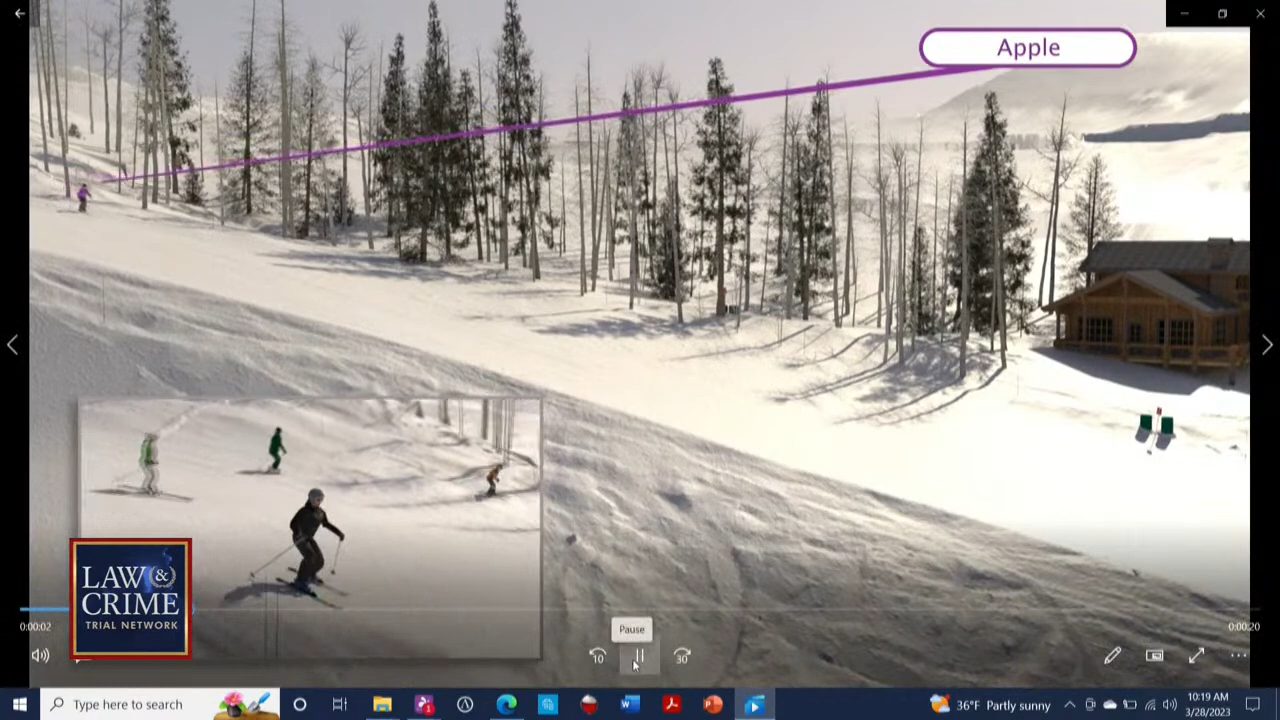 Apple
LAW &
CRIME
TRIAL NETWORK
0:00:02
Pause
0:00:20
10
30
Type here to search
1
36°F Partly sunny
10:19 AM
3/28/2023